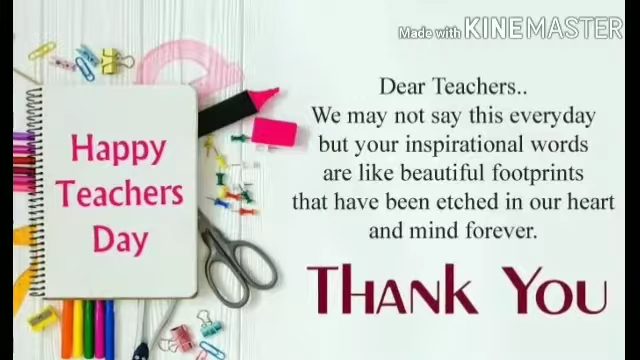 Made with KINEMASTER
Happy
Teachers
Day
Dear Teachers..
We may not say this everyday
but your inspirational words
are like beautiful footprints
that have been etched in our heart
and mind forever.
THANK YOU